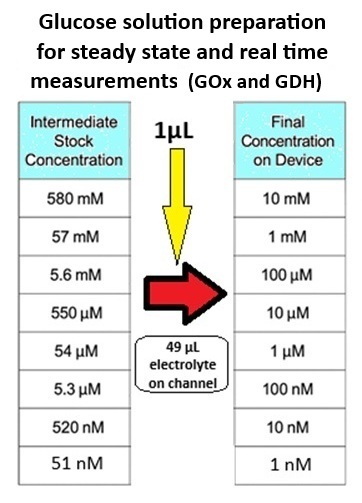 Glucose solution preparation
for steady state and real time
measurements (GOx and GDH)
Intermediate
Stock
Concentration
1µL
Final
Concentration
on Device
580 mM
10 mM
57 mM
1 mM
5.6 mM
100 µM
550 µM
10 µM
49 µL
electrolyte
on channel
54 µM
1 µM
5.3 µM
100 nM
520 nM
10 nM
51 nM
1 nM